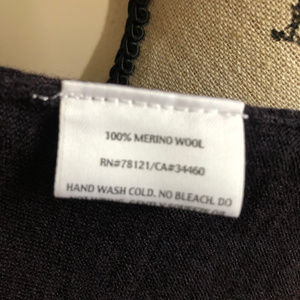 100% MERINO WOOL
RN#78121/CA#34460
HAND WASH COLD. NO BLEACH. DO